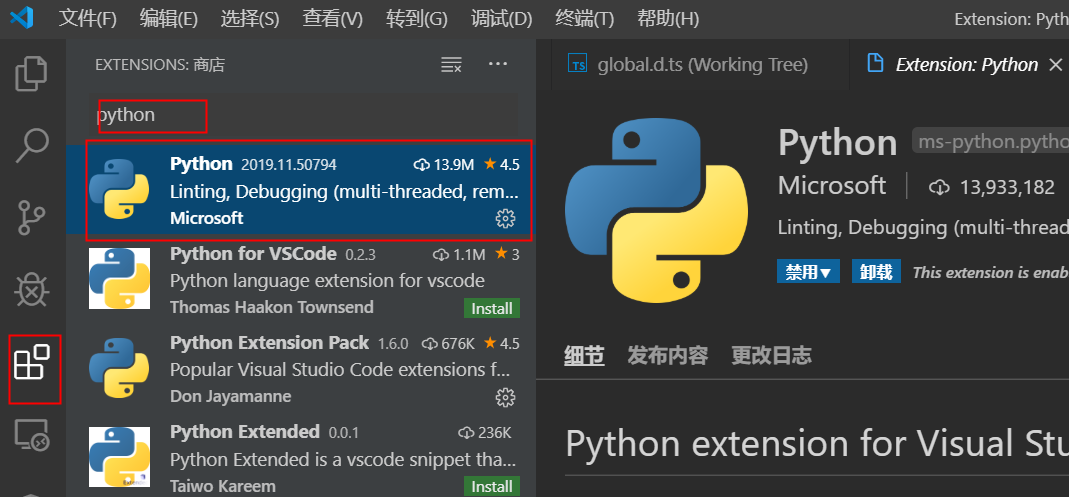 文件(F) 编辑(E) 选择(S) 查看(V) 转到(G) 调试(D) 终端(T) 帮助(H) Extension: Pyth
EXTENSIONS: 商店
python
Python 2019.11.50794 13.9M ★ 4.5
Linting, Debugging (multi-threaded, rem...
Microsoft
Python for VSCode 0.2.3 1.1M ★ 3
Python language extension for vscode
Thomas Haakon Townsend Install
Python Extension Pack 1.6.0 676K ★ 4.5
Popular Visual Studio Code extensions f...
Don Jayamanne
Python Extended 0.0.1 236K
Python Extended is a vscode snippet tha...
Taiwo Kareem Install
TS global.d.ts (Working Tree) Extension: Python
Python ms-python.pytho
Microsoft 13,933,182
Linting, Debugging (multi-thread
禁用▼ 卸载 This extension is enab
细节 发布内容 更改日志
Python extension for Visual Stu